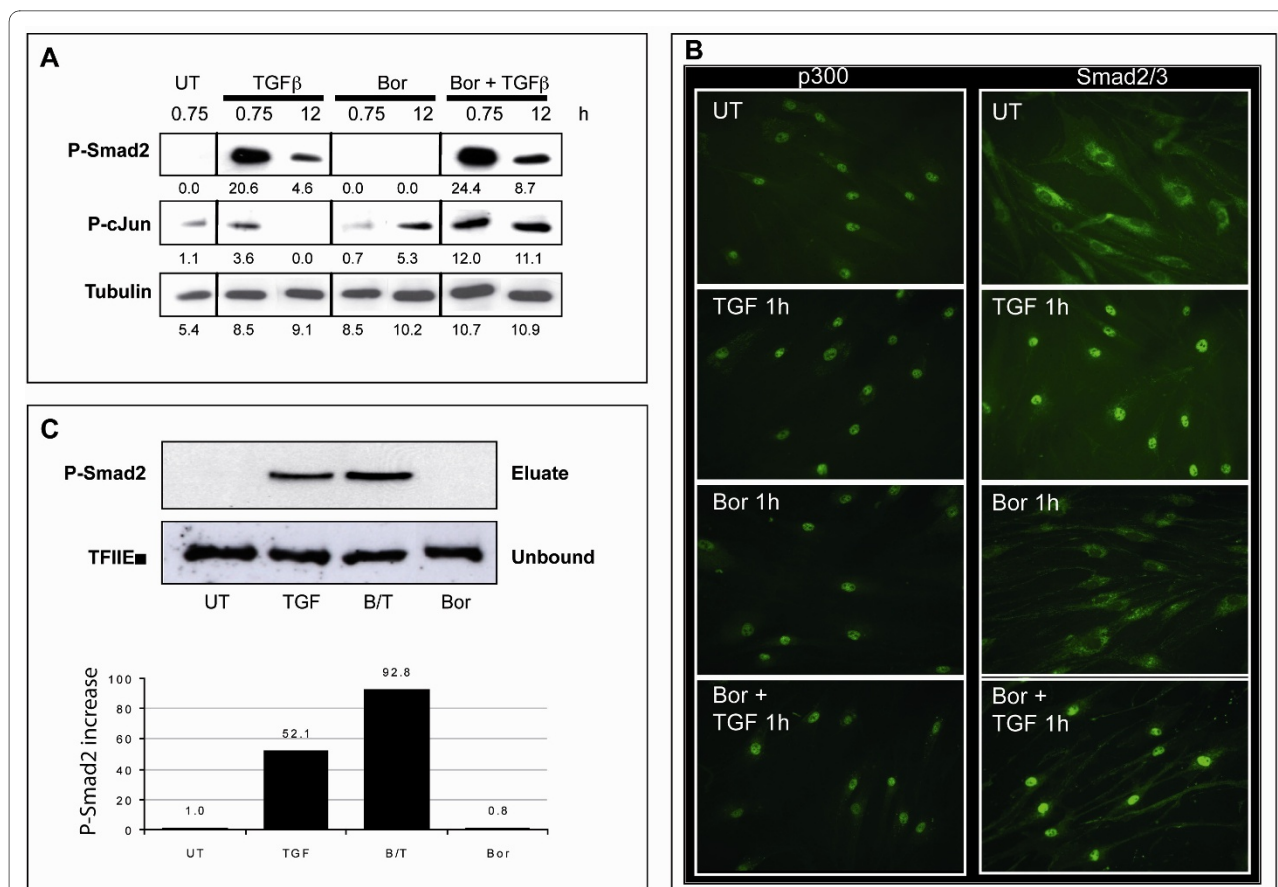 A
UT TGFβ Bor Bor + TGFβ
0.75 0.75 12 0.75 12 0.75 12 h
P-Smad2
0.0 20.6 4.6 0.0 0.0 24.4 8.7
P-cJun
1.1 3.6 0.0 0.7 5.3 12.0 11.1
Tubulin
5.4 8.5 9.1 8.5 10.2 10.7 10.9
B
p300 Smad2/3
UT UT
TGF 1h TGF 1h
Bor 1h Bor 1h
Bor + Bor +
TGF 1h TGF 1h
C
P-Smad2 Eluate
TFIIE■ Unbound
UT TGF B/T Bor
P-Smad2 increase
100
80
60
40
20
0
1.0 52.1 92.8 0.8
UT TGF B/T Bor